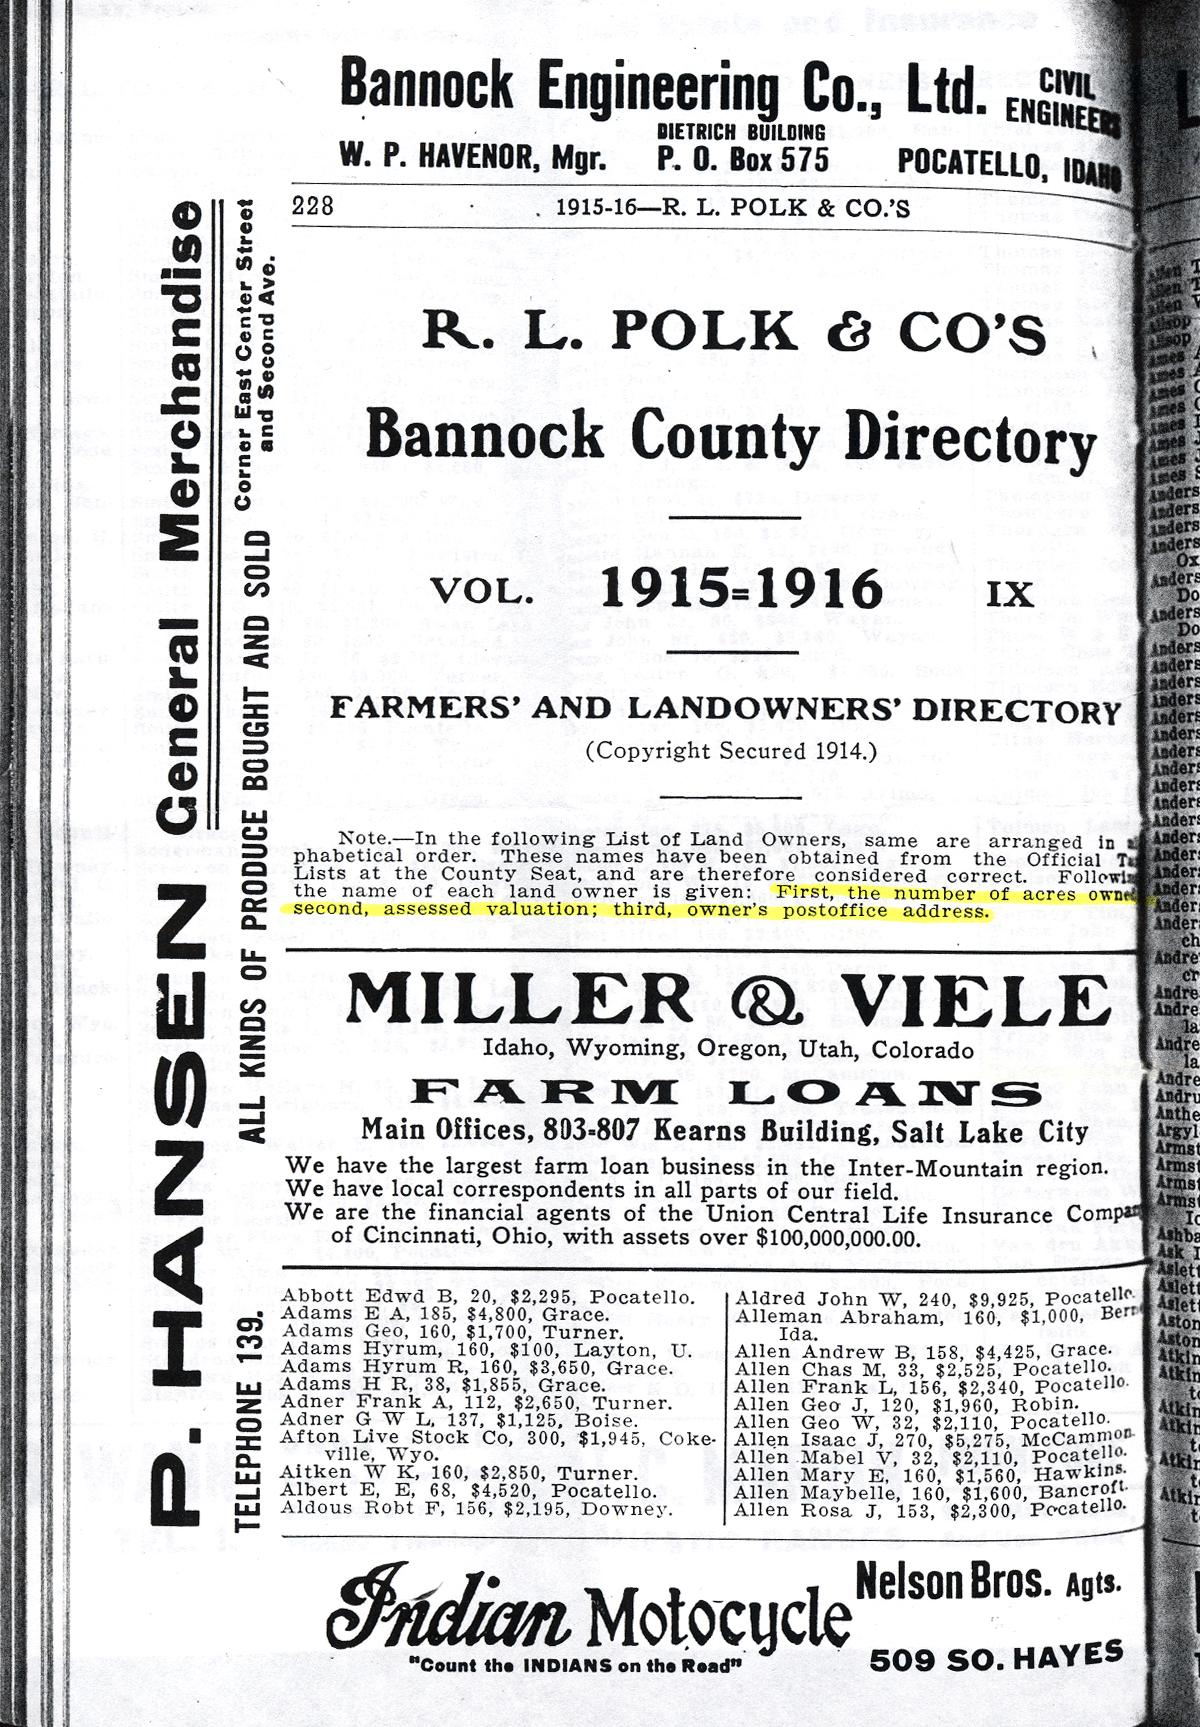 Bannock Engineering Co., Ltd. CIVIL ENGINEERS
DIETRICH BUILDING
W. P. HAVENOR, Mgr. P. O. Box 575 POCATELLO, IDAHO
228 1915-16—R. L. POLK & CO.'S
P. HANSEN General Merchandise
Corner East Center Street
and Second Ave.
TELEPHONE 139. ALL KINDS OF PRODUCE BOUGHT AND SOLD
R. L. POLK & CO'S
Bannock County Directory
VOL. 1915=1916 IX
FARMERS' AND LANDOWNERS' DIRECTORY
(Copyright Secured 1914.)
Note.—In the following List of Land Owners, same are arranged in
phabetical order. These names have been obtained from the Official
Lists at the County Seat, and are therefore considered correct. Followin
the name of each land owner is given: First, the number of acres owned
second, assessed valuation; third, owner's postoffice address.
MILLER & VIELE
Idaho, Wyoming, Oregon, Utah, Colorado
FARM LOANS
Main Offices, 803=807 Kearns Building, Salt Lake City
We have the largest farm loan business in the Inter-Mountain region.
We have local correspondents in all parts of our field.
We are the financial agents of the Union Central Life Insurance Compan
of Cincinnati, Ohio, with assets over $100,000,000.00.
Abbott Edwd B, 20, $2,295, Pocatello.
Adams E A, 185, $4,800, Grace.
Adams Geo, 160, $1,700, Turner.
Adams Hyrum, 160, $100, Layton, U.
Adams Hyrum R, 160, $3,650, Grace.
Adams H R, 38, $1,855, Grace.
Adner Frank A, 112, $2,650, Turner.
Adner G W L, 137, $1,125, Boise.
Afton Live Stock Co, 300, $1,945, Coke-
ville, Wyo.
Aitken W K, 160, $2,850, Turner.
Albert E, E, 68, $4,520, Pocatello.
Aldous Robt F, 156, $2,195, Downey.
Aldred John W, 240, $9,925, Pocatello.
Alleman Abraham, 160, $1,000, Bern
Ida.
Allen Andrew B, 158, $4,425, Grace.
Allen Chas M, 33, $2,525, Pocatello.
Allen Frank L, 156, $2,340, Pocatello.
Allen Geo J, 120, $1,960, Robin.
Allen Geo W, 32, $2,110, Pocatello.
Allen Isaac J, 270, $5,275, McCammon.
Allen Mabel V, 32, $2,110, Pocatello.
Allen Mary E, 160, $1,560, Hawkins.
Allen Maybelle, 160, $1,600, Bancroft.
Allen Rosa J, 153, $2,300, Pocatello.
Indian Motocycle
"Count the INDIANS on the Road"
Nelson Bros. Agts.
509 SO. HAYES